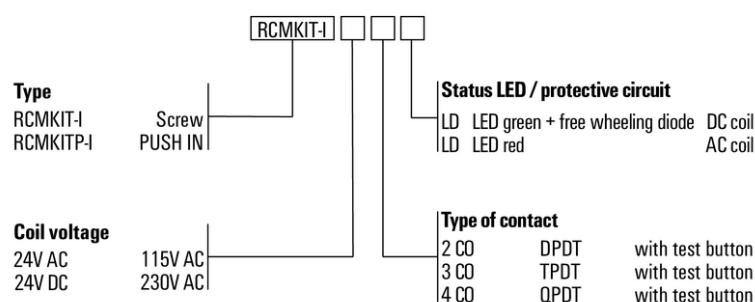 RCMKIT-I
Type
RCMKIT-I Screw
RCMKITP-I PUSH IN
Status LED / protective circuit
LD LED green + free wheeling diode DC coil
LD LED red AC coil
Coil voltage
24V AC 115V AC
24V DC 230V AC
Type of contact
2 CO DPDT with test button
3 CO TPDT with test button
4 CO QPDT with test button